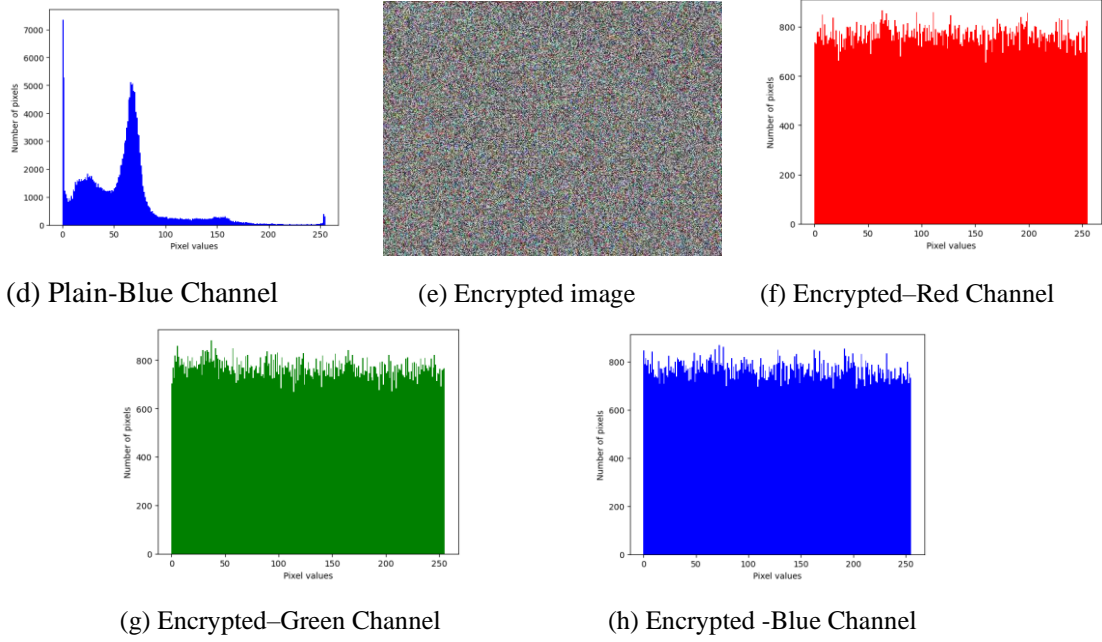 7000
6000
5000
4000
3000
2000
1000
0
Number of pixels
0 50 100 150 200 250
Pixel values
800
600
400
200
0
Number of pixels
0 50 100 150 200 250
Pixel values
(d) Plain-Blue Channel
(e) Encrypted image
(f) Encrypted–Red Channel
800
600
400
200
0
Number of pixels
0 50 100 150 200 250
Pixel values
800
600
400
200
0
Number of pixels
0 50 100 150 200 250
Pixel values
(g) Encrypted–Green Channel
(h) Encrypted -Blue Channel